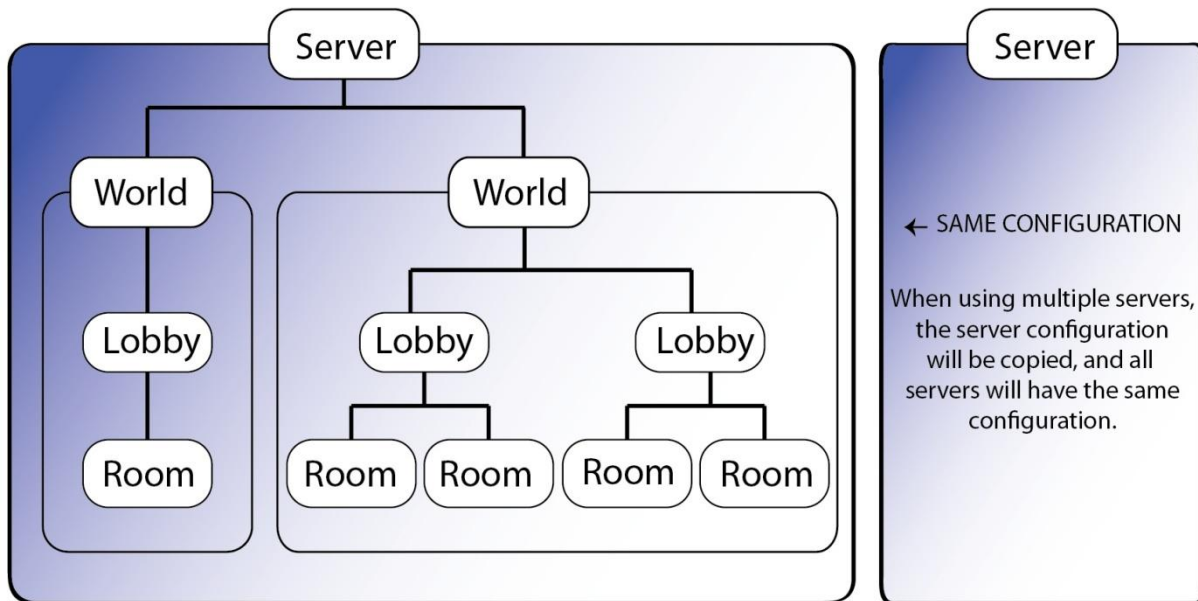 Server
World
World
Lobby
Lobby
Lobby
Room
Room
Room
Room
Room
Server
← SAME CONFIGURATION
When using multiple servers,
the server configuration
will be copied, and all
servers will have the same
configuration.